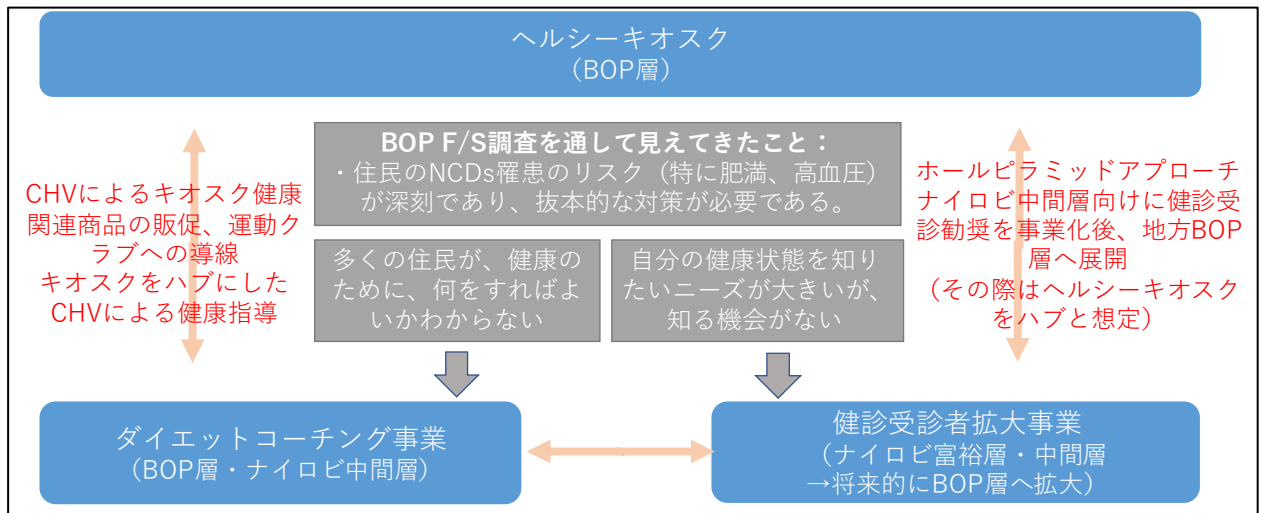 ヘルシーキオスク
(BOP層)
BOP F/S調査を通して見えてきたこと：
・住民のNCDs罹患のリスク（特に肥満、高血圧）
が深刻であり、抜本的な対策が必要である。
CHVによるキオスク健康
関連商品の販促、運動ク
ラブへの導線
キオスクをハブにした
CHVによる健康指導
多くの住民が、健康の
ために、何をすればよ
いかわからない
自分の健康状態を知り
たいニーズが大きいが、
知る機会がない
ホールピラミッドアプローチ
ナイロビ中間層向けに健診受
診勧奨を事業化後、地方BOP
層へ展開
（その際はヘルシーキオスク
をハブと想定）
ダイエットコーチング事業
(BOP層・ナイロビ中間層)
健診受診者拡大事業
（ナイロビ富裕層・中間層
→将来的にBOP層へ拡大）